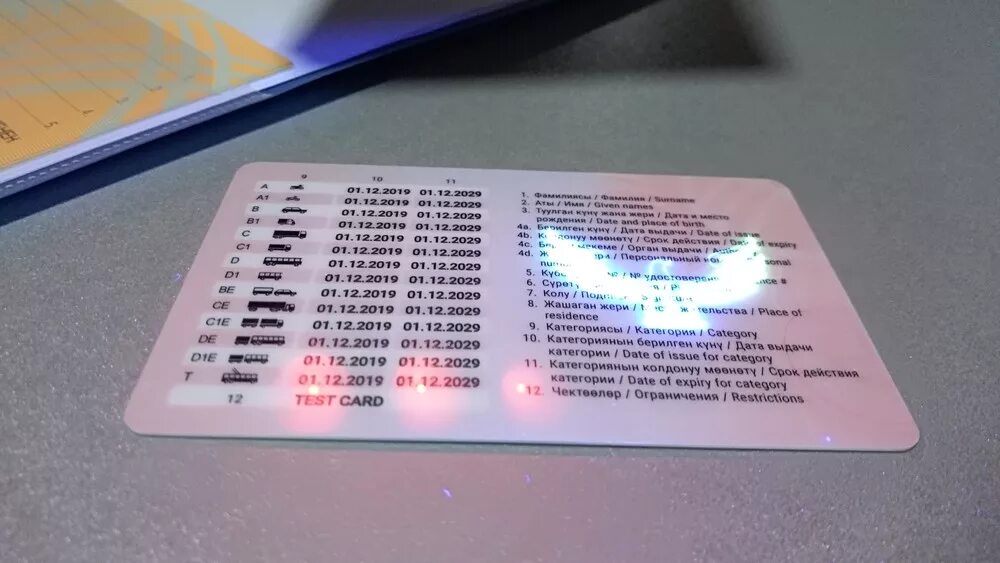 9 10 11
A 01.12.2019 01.12.2029
A1 01.12.2019 01.12.2029
B 01.12.2019 01.12.2029
B1 01.12.2019 01.12.2029
C 01.12.2019 01.12.2029
C1 01.12.2019 01.12.2029
D 01.12.2019 01.12.2029
D1 01.12.2019 01.12.2029
BE 01.12.2019 01.12.2029
CE 01.12.2019 01.12.2029
C1E 01.12.2019 01.12.2029
DE 01.12.2019 01.12.2029
D1E 01.12.2019 01.12.2029
T 01.12.2019 01.12.2029
12 TEST CARD
1. Фамилиясы / Фамилия / Surname
2. Аты / Имя / Given names
3. Туулган күнү жана жери / Дата и место
рождения / Date and place of birth
4a. Берилген күнү / Дата выдачи / Date of issue
4b. Колдонуу мөөнөтү / Срок действия / Date of expiry
4c. мекеме / Орган выдачи /
4d. / Персональный
5. / №
6.
7. Колу /
8. Жашаган жери / / Place of
residence
9. Категориясы / Категория / Category
10. Категориянын берилген күнү / Дата выдачи
категории / Date of issue for category
11. Категориянын колдонуу мөөнөтү / Срок действия
категории / Date of expiry for category
12. Чектөөлөр / Ограничения / Restrictions